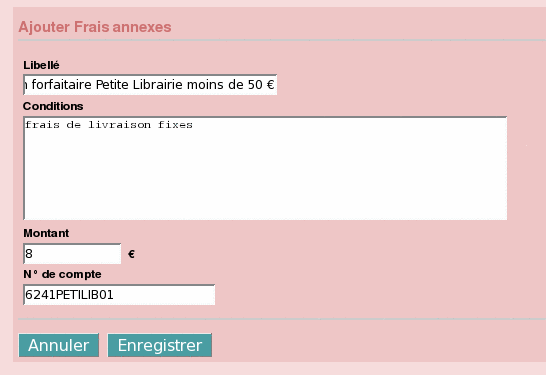 Ajouter Frais annexes
Libellé
forfaitaire Petite Librairie moins de 50 €
Conditions
frais de livraison fixes
Montant
8 €
N° de compte
6241PETILIB01
Annuler Enregistrer